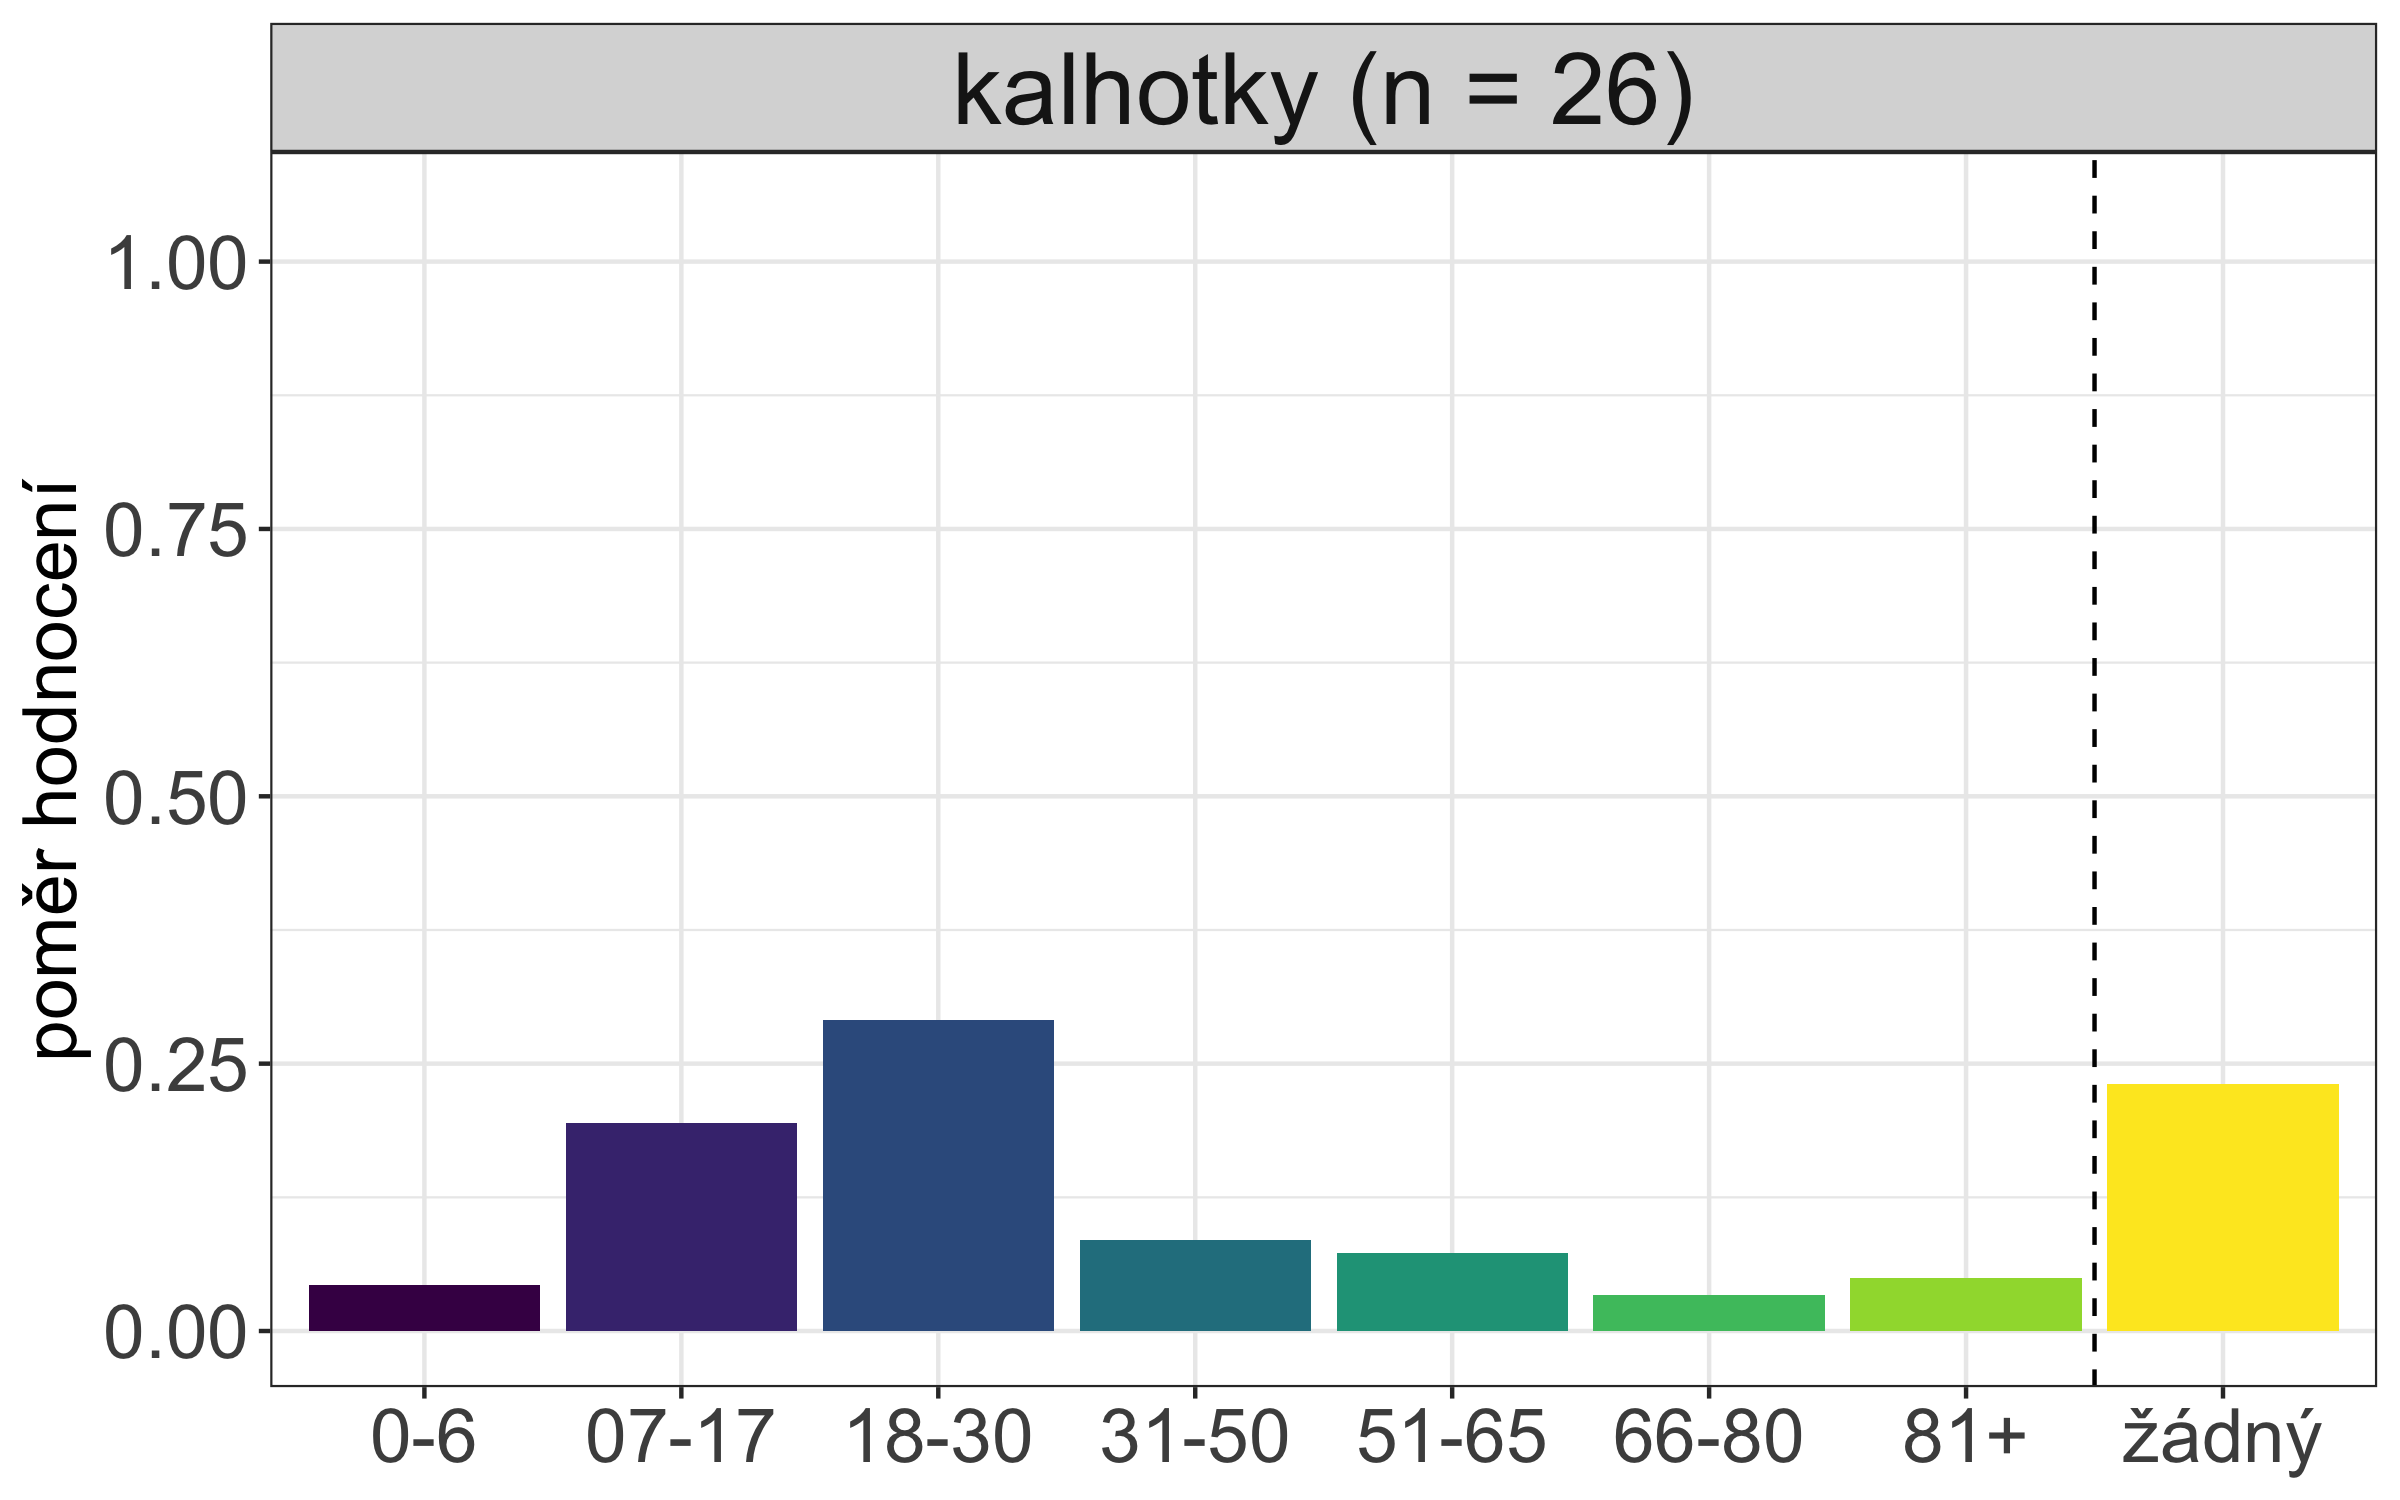 kalhotky (n = 26)
poměr hodnocení
1.00
0.75
0.50
0.25
0.00
0-6 07-17 18-30 31-50 51-65 66-80 81+ žádný